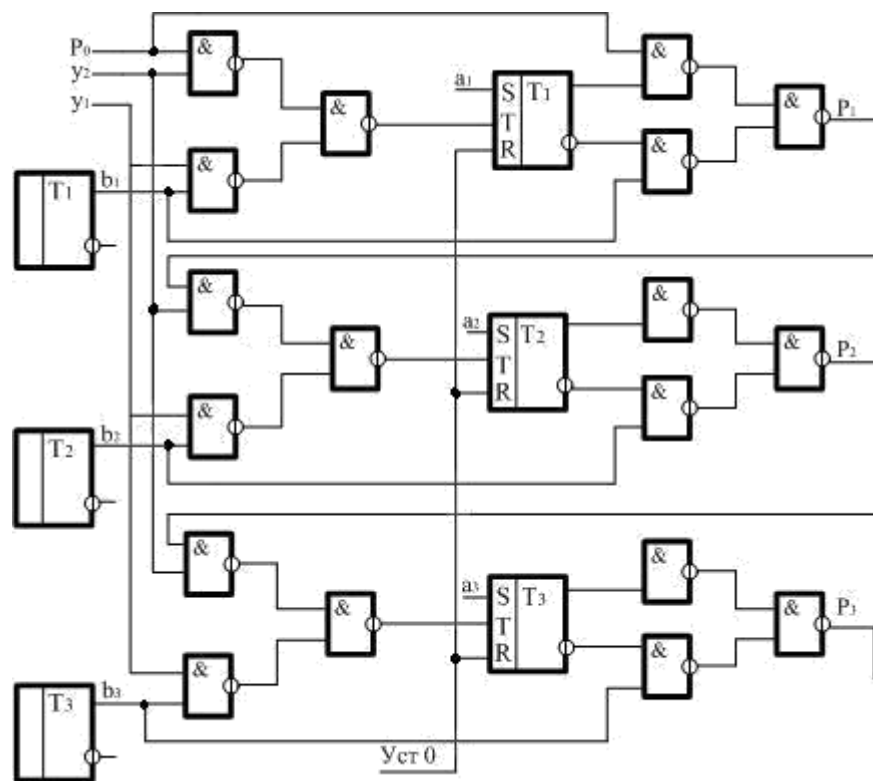 P₀
&
&
y₂
a₁
S T₁
&
y₁
&
T
P₁
R
&
&
T₁ b₁
&
&
a₂
S T₂
&
&
T
P₂
R
&
&
T₂ b₂
&
&
a₃
S T₃
&
&
T
P₃
R
&
&
T₃ b₃
Уст 0